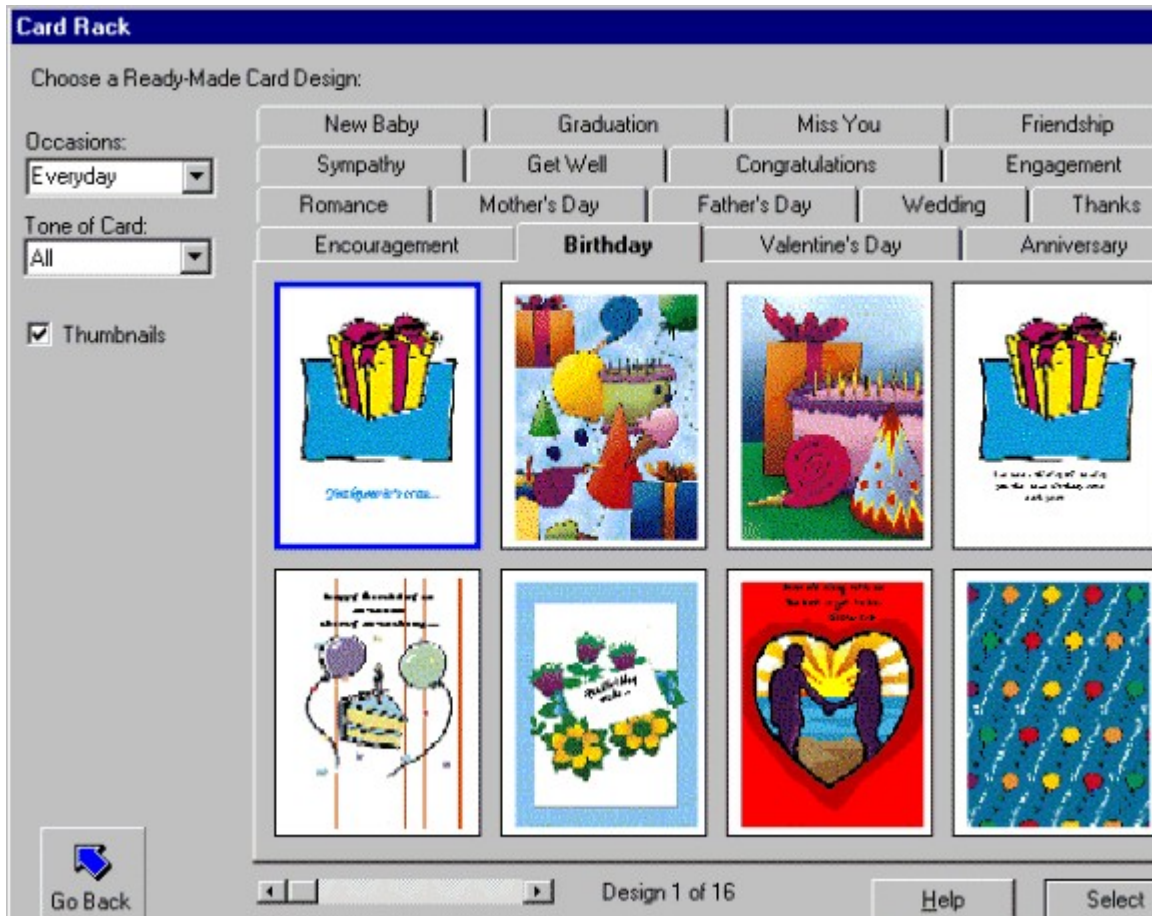 Card Rack
Choose a Ready-Made Card Design:
Occasions:
Everyday
Tone of Card:
All
Thumbnails
New Baby Graduation Miss You Friendship
Sympathy Get Well Congratulations Engagement
Romance Mother's Day Father's Day Wedding Thanks
Encouragement Birthday Valentine's Day Anniversary
Go Back
Design 1 of 16
Help
Select